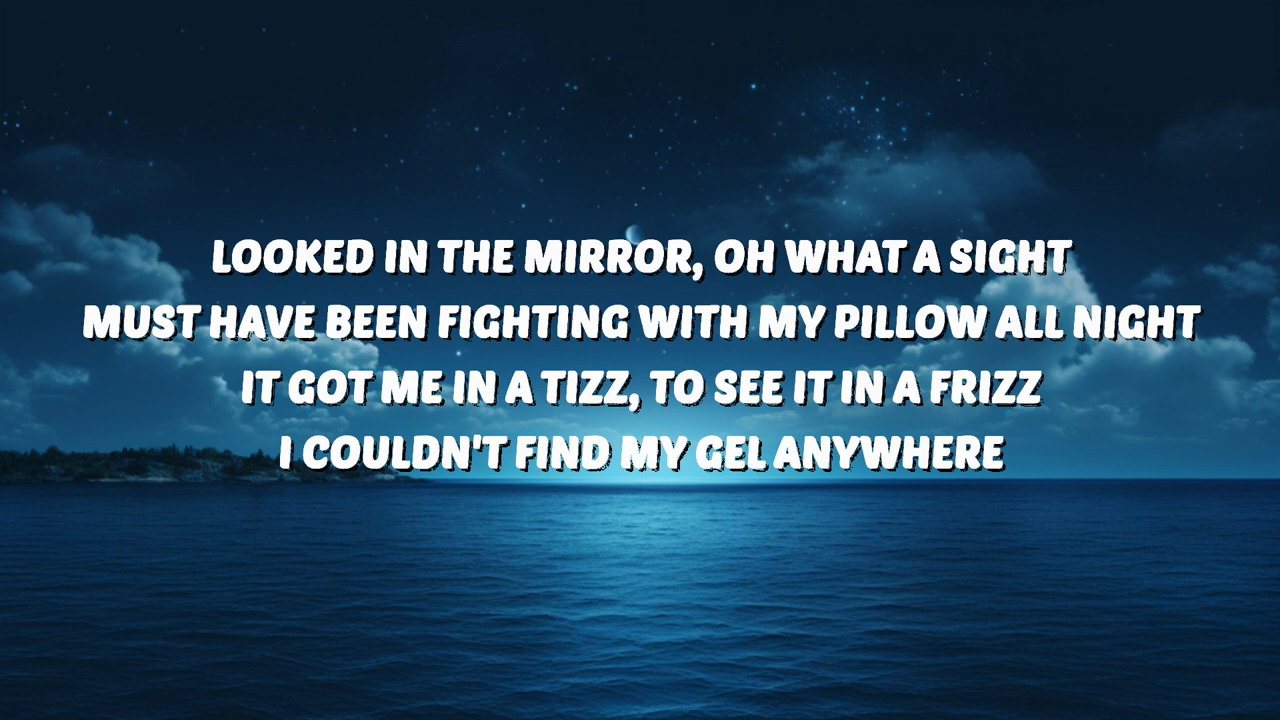 LOOKED IN THE MIRROR, OH WHAT A SIGHT
MUST HAVE BEEN FIGHTING WITH MY PILLOW ALL NIGHT
IT GOT ME IN A TIZZ, TO SEE IT IN A FRIZZ
I COULDN'T FIND MY GEL ANYWHERE